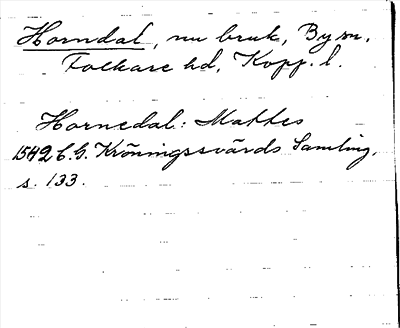 Horndal, nu bruk, By sn,
Folkare hd, Kopp. l.
Hornedal: Mattes
1542 C.G. Kröningssvärds Samling,
s. 133.